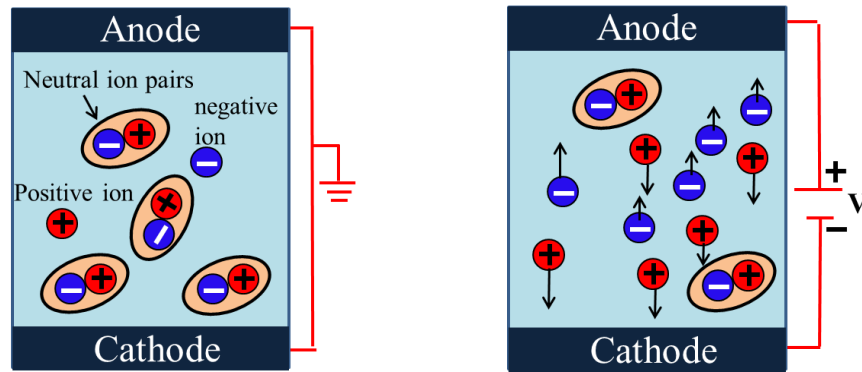 Anode
Neutral ion pairs
negative
ion
Positive ion
Cathode
Anode
+
V
−
Cathode